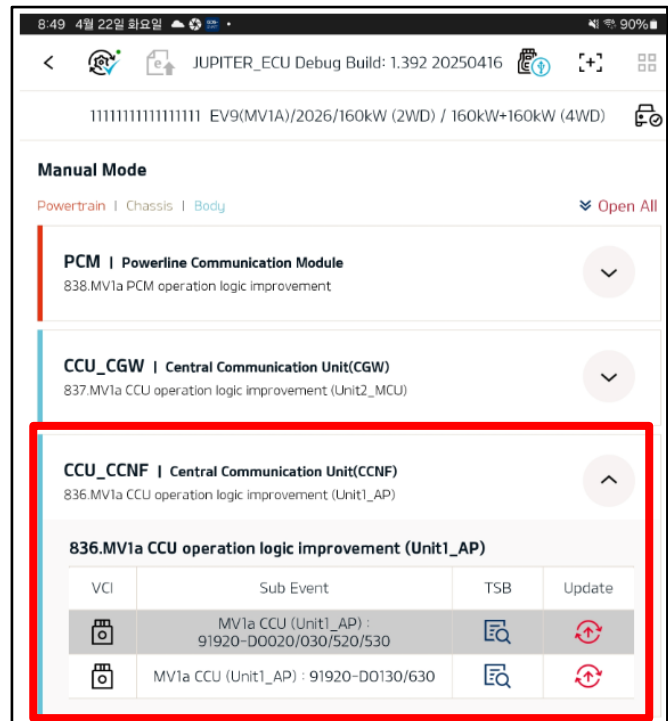 8:49 4월 22일 화요일
90%
JUPITER_ECU Debug Build: 1.392 20250416
11111111111111111 EV9(MV1A)/2026/160kW (2WD) / 160kW+160kW (4WD)
Manual Mode
Powertrain | Chassis | Body
Open All
PCM | Powerline Communication Module
838.MV1a PCM operation logic improvement
CCU_CGW | Central Communication Unit(CGW)
837.MV1a CCU operation logic improvement (Unit2_MCU)
CCU_CCNF | Central Communication Unit(CCNF)
836.MV1a CCU operation logic improvement (Unit1_AP)
836.MV1a CCU operation logic improvement (Unit1_AP)
VCI Sub Event TSB Update
MV1a CCU (Unit1_AP) :
91920-D0020/030/520/530
MV1a CCU (Unit1_AP) : 91920-D0130/630